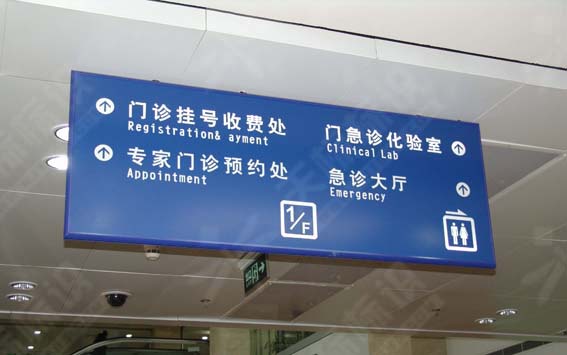 门诊挂号收费处
Registration& ayment
专家门诊预约处
Appointment
门急诊化验室
Clinical Lab
急诊大厅
Emergency
1/F